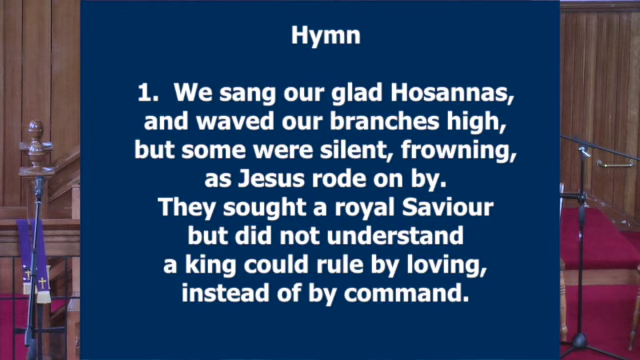 Hymn
1. We sang our glad Hosannas,
and waved our branches high,
but some were silent, frowning,
as Jesus rode on by.
They sought a royal Saviour
but did not understand
a king could rule by loving,
instead of by command.